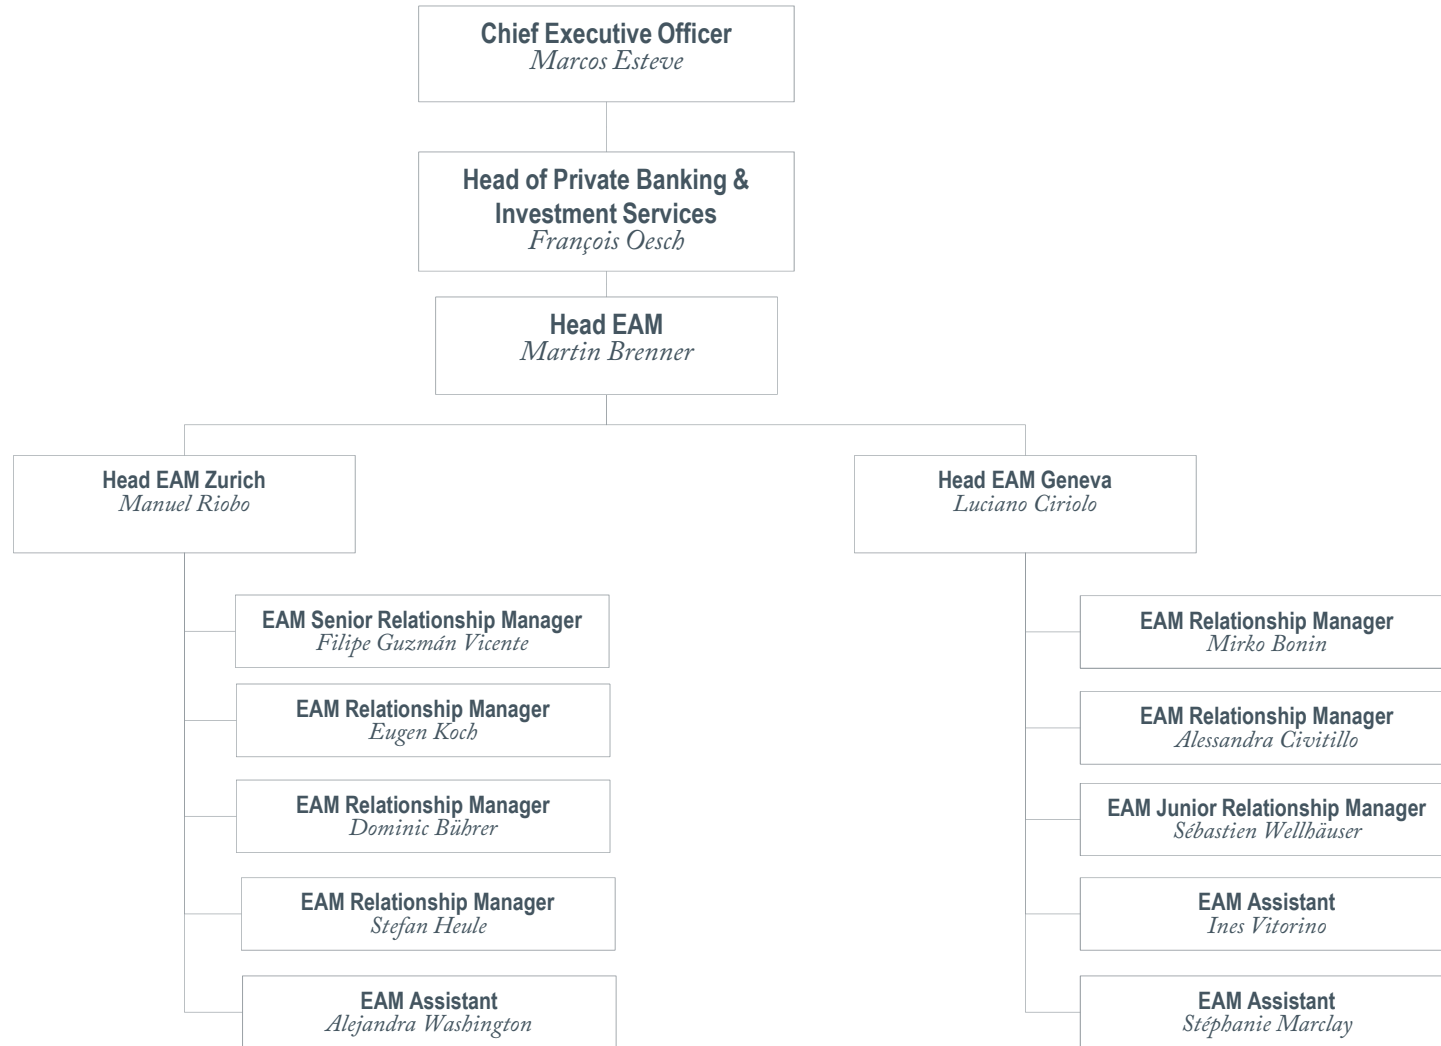 Chief Executive Officer
Marcos Esteve
Head of Private Banking &
Investment Services
François Oesch
Head EAM
Martin Brenner
Head EAM Zurich
Manuel Riobo
EAM Senior Relationship Manager
Filipe Guzmán Vicente
EAM Relationship Manager
Eugen Koch
EAM Relationship Manager
Dominic Bührer
EAM Relationship Manager
Stefan Heule
EAM Assistant
Alejandra Washington
Head EAM Geneva
Luciano Ciriolo
EAM Relationship Manager
Mirko Bonin
EAM Relationship Manager
Alessandra Civitillo
EAM Junior Relationship Manager
Sébastien Wellhäuser
EAM Assistant
Ines Vitorino
EAM Assistant
Stéphanie Marclay